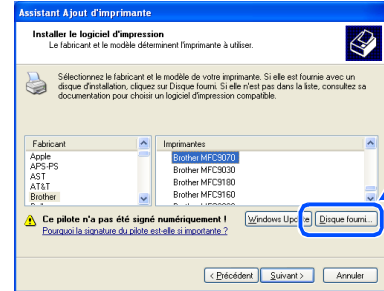 Assistant Ajout d'imprimante
Installer le logiciel d'impression
Le fabricant et le modèle déterminent l'imprimante à utiliser.
Sélectionnez le fabricant et le modèle de votre imprimante. Si elle est fournie avec un
disque d'installation, cliquez sur Disque fourni. Si elle n'est pas dans la liste, consultez sa
documentation pour choisir un logiciel d'impression compatible.
Fabricant
Imprimantes
Apple
APS-PS
AST
AT&T
Brother
Brother MFC9070
Brother MFC9030
Brother MFC9180
Brother MFC9160
Ce pilote n'a pas été signé numériquement !
Pourquoi la signature du pilote est-elle si importante ?
Windows Upd te
Disque fourni...
< Précédent
Suivant >
Annuler